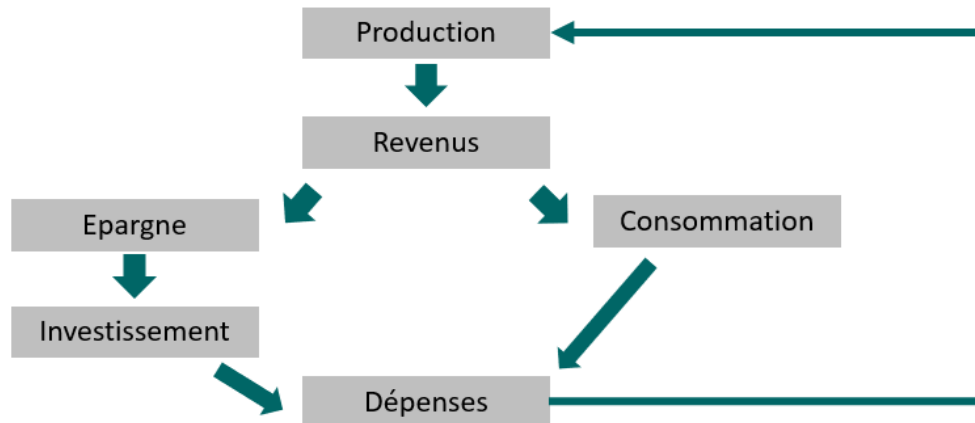 Production
Revenus
Epargne
Consommation
Investissement
Dépenses